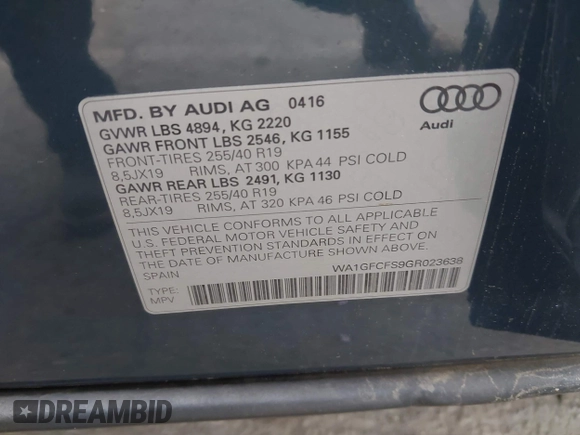 MFD. BY AUDI AG 0416
GVWR LBS 4894, KG 2220
GAWR FRONT LBS 2546, KG 1155
FRONT-TIRES 255/40 R19
8,5JX19 RIMS, AT 300 KPA 44 PSI COLD
GAWR REAR LBS 2491, KG 1130
REAR-TIRES 255/40 R19
8,5JX19 RIMS, AT 320 KPA 46 PSI COLD
Audi
THIS VEHICLE CONFORMS TO ALL APPLICABLE
U.S. FEDERAL MOTOR VEHICLE SAFETY AND
THEFT PREVENTION STANDARDS IN EFFECT ON
THE DATE OF MANUFACTURE SHOWN ABOVE.
SPAIN WA1GFCFS9GR023638
TYPE:
MPV
DREAMBID